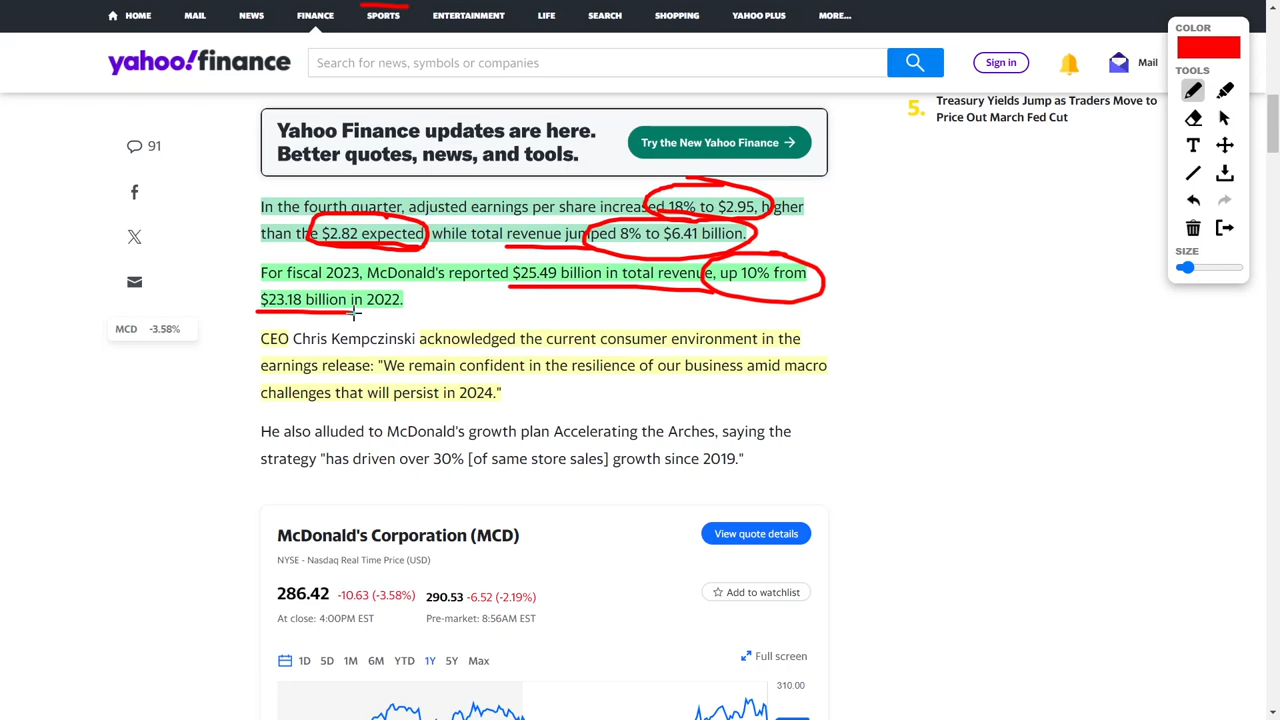 HOME MAIL NEWS FINANCE SPORTS ENTERTAINMENT LIFE SEARCH SHOPPING YAHOO PLUS MORE...
yahoo!finance
Search for news, symbols or companies
Sign in
Mail
COLOR
TOOLS
T
SIZE
5. Treasury Yields Jump as Traders Move to
Price Out March Fed Cut
91
X
MCD -3.58%
Yahoo Finance updates are here.
Better quotes, news, and tools.
Try the New Yahoo Finance →
In the fourth quarter, adjusted earnings per share increased 18% to $2.95, higher
than the $2.82 expected, while total revenue jumped 8% to $6.41 billion.
For fiscal 2023, McDonald's reported $25.49 billion in total revenue, up 10% from
$23.18 billion in 2022.
CEO Chris Kempczinski acknowledged the current consumer environment in the
earnings release: "We remain confident in the resilience of our business amid macro
challenges that will persist in 2024."
He also alluded to McDonald's growth plan Accelerating the Arches, saying the
strategy "has driven over 30% [of same store sales] growth since 2019."
McDonald's Corporation (MCD)
View quote details
NYSE - Nasdaq Real Time Price (USD)
286.42 -10.63 (-3.58%) 290.53 -6.52 (-2.19%)
Add to watchlist
At close: 4:00PM EST Pre-market: 8:56AM EST
1D 5D 1M 6M YTD 1Y 5Y Max
Full screen
310.00